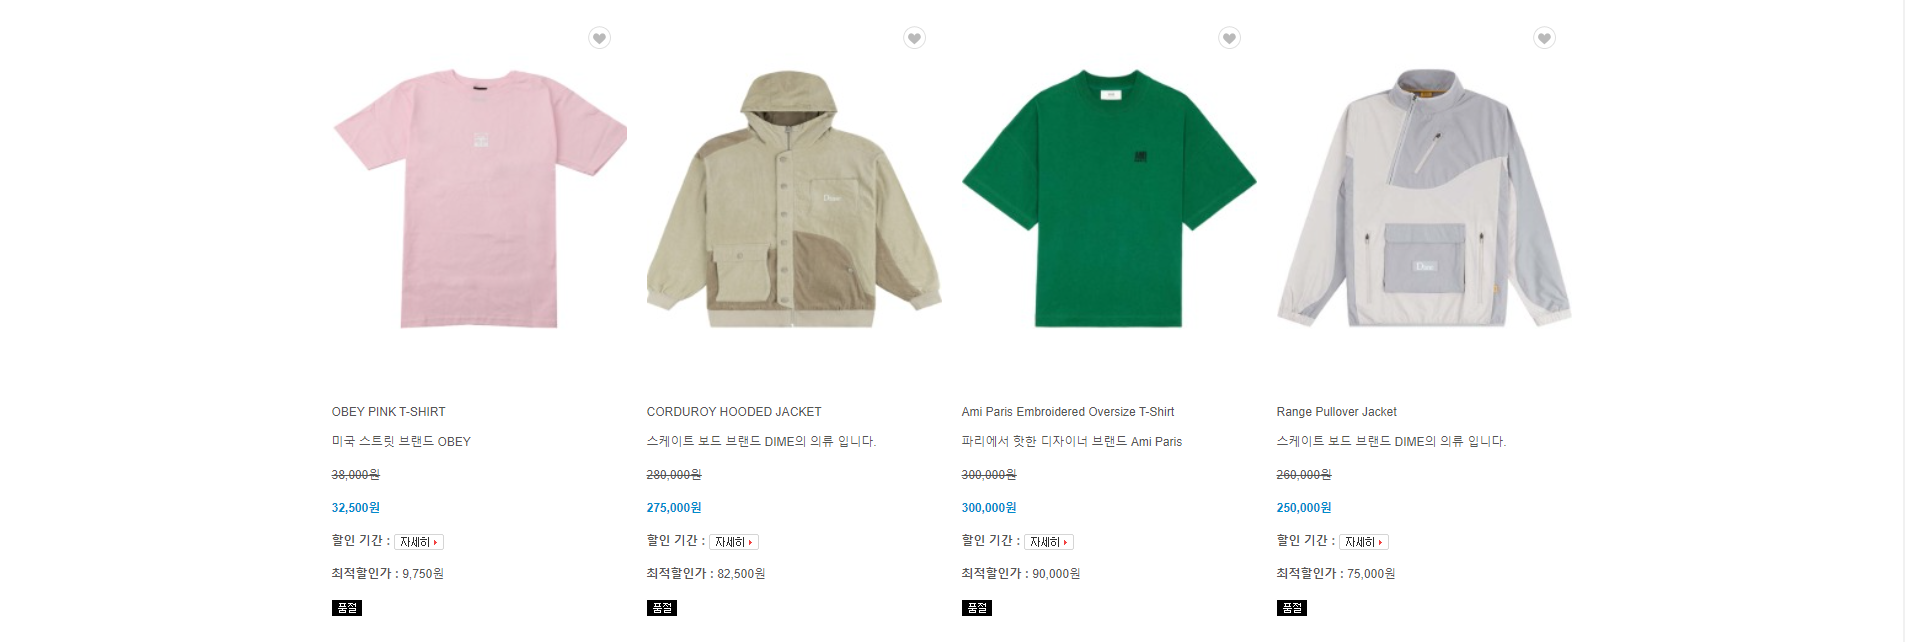 Dime
Dime
OBEY PINK T-SHIRT
미국 스트릿 브랜드 OBEY
38,000원
32,500원
할인 기간 : 자세히
최적할인가 : 9,750원
품절
CORDUROY HOODED JACKET
스케이트 보드 브랜드 DIME의 의류 입니다.
280,000원
275,000원
할인 기간 : 자세히
최적할인가 : 82,500원
품절
Ami Paris Embroidered Oversize T-Shirt
파리에서 핫한 디자이너 브랜드 Ami Paris
300,000원
300,000원
할인 기간 : 자세히
최적할인가 : 90,000원
품절
Range Pullover Jacket
스케이트 보드 브랜드 DIME의 의류 입니다.
260,000원
250,000원
할인 기간 : 자세히
최적할인가 : 75,000원
품절